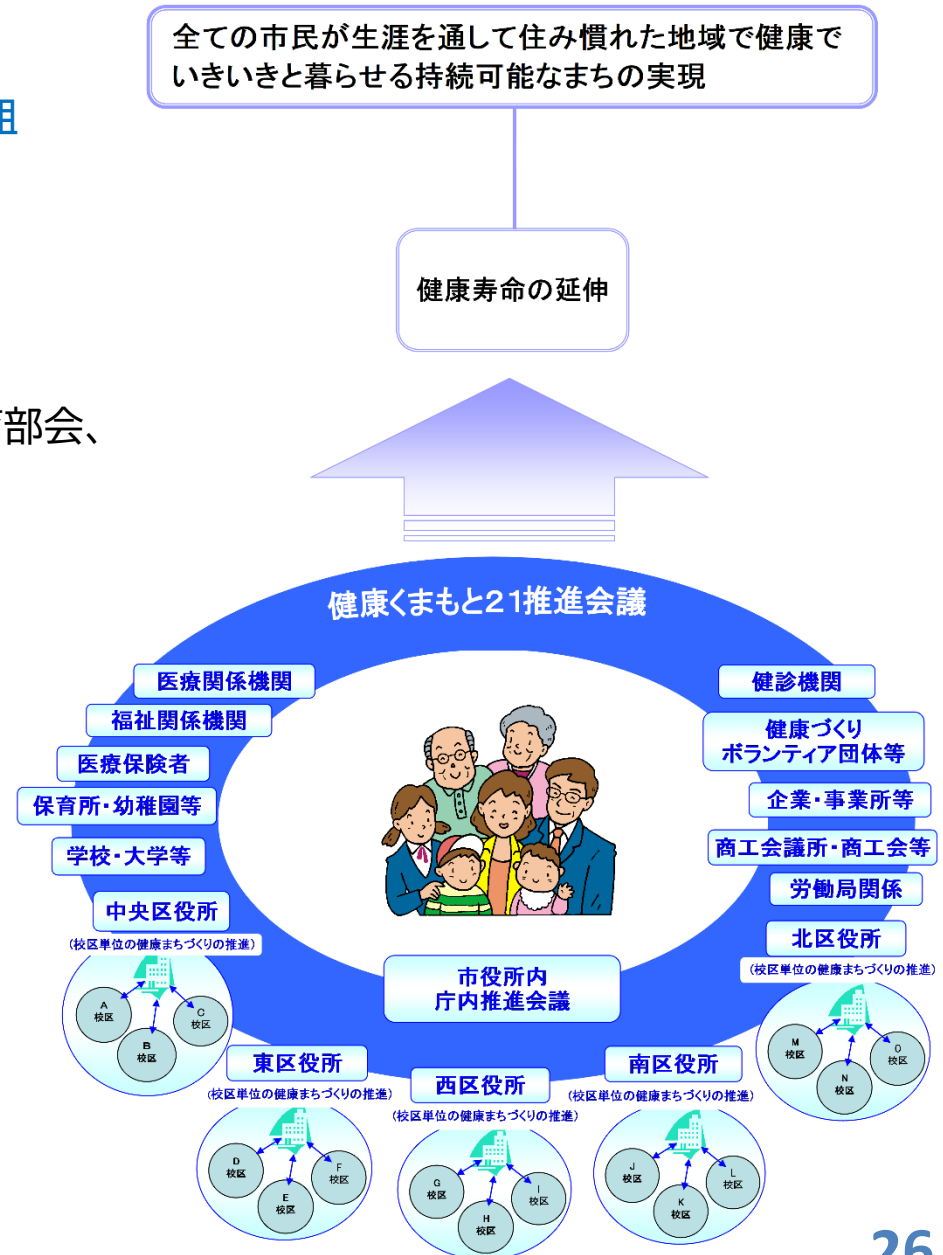 全ての市民が生涯を通して住み慣れた地域で健康で
いきいきと暮らせる持続可能なまちの実現
組
健康寿命の延伸
部会、
健康くまもと21推進会議
医療関係機関
福祉関係機関
医療保険者
保育所・幼稚園等
学校・大学等
健診機関
健康づくり
ボランティア団体等
企業・事業所等
商工会議所・商工会等
労働局関係
市役所内
庁内推進会議
中央区役所
(校区単位の健康まちづくりの推進)
A
校区
B
校区
C
校区
東区役所
(校区単位の健康まちづくりの推進)
D
校区
E
校区
F
校区
西区役所
(校区単位の健康まちづくりの推進)
G
校区
H
校区
I
校区
南区役所
(校区単位の健康まちづくりの推進)
J
校区
K
校区
L
校区
北区役所
(校区単位の健康まちづくりの推進)
M
校区
N
校区
O
校区
26